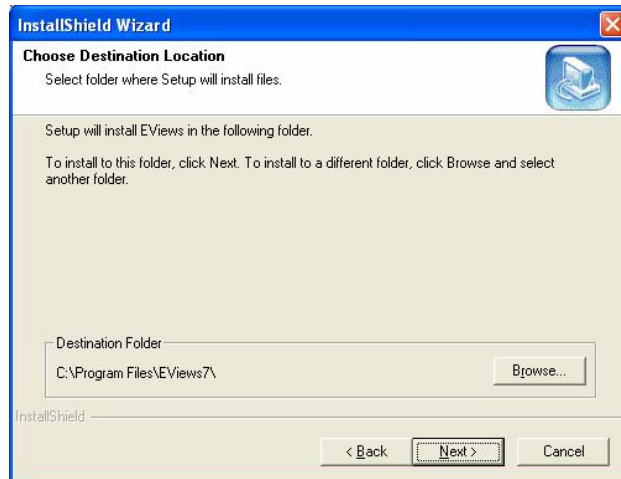 InstallShield Wizard
Choose Destination Location
Select folder where Setup will install files.
Setup will install EViews in the following folder.
To install to this folder, click Next. To install to a different folder, click Browse and select
another folder.
Destination Folder
C:\Program Files\EViews7\
Browse...
InstallShield
< Back
Next >
Cancel